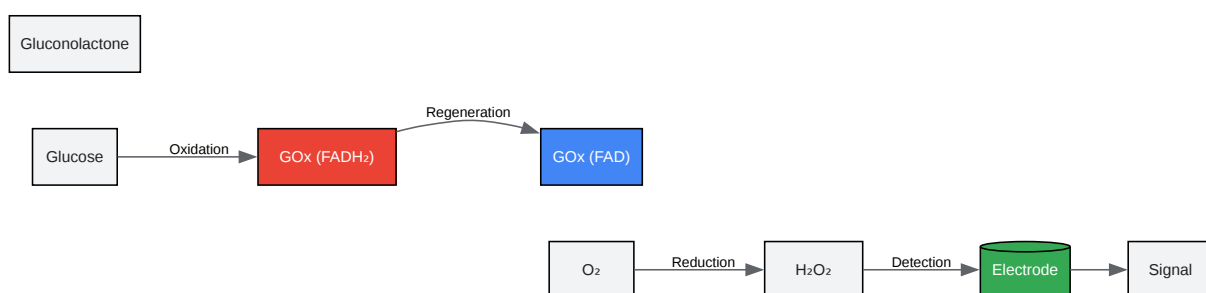 Gluconolactone
Regeneration
Glucose
Oxidation
GOx (FADH₂)
GOx (FAD)
O₂
Reduction
H₂O₂
Detection
Electrode
Signal